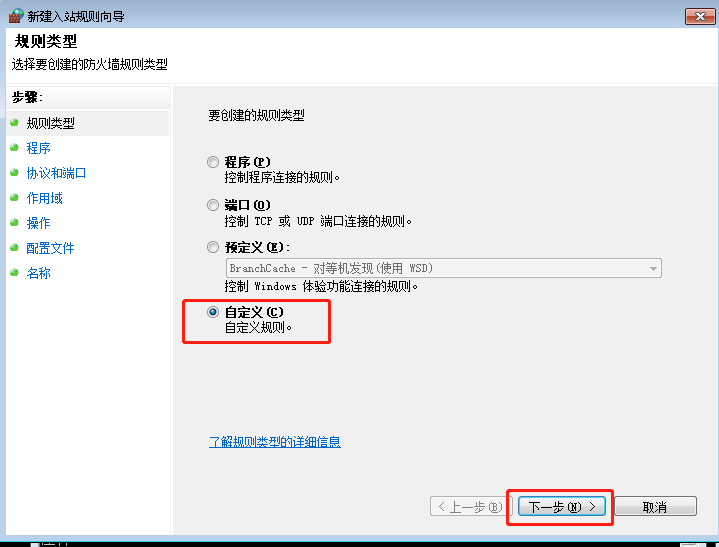 新建入站规则向导
规则类型
选择要创建的防火墙规则类型
步骤:
规则类型
程序
协议和端口
作用域
操作
配置文件
名称
要创建的规则类型
程序(P)
控制程序连接的规则。
端口(O)
控制 TCP 或 UDP 端口连接的规则。
预定义(E):
BranchCache - 对等机发现(使用 WSD)
控制 Windows 体验功能连接的规则。
自定义(C)
自定义规则。
了解规则类型的详细信息
< 上一步(B)
下一步(N) >
取消